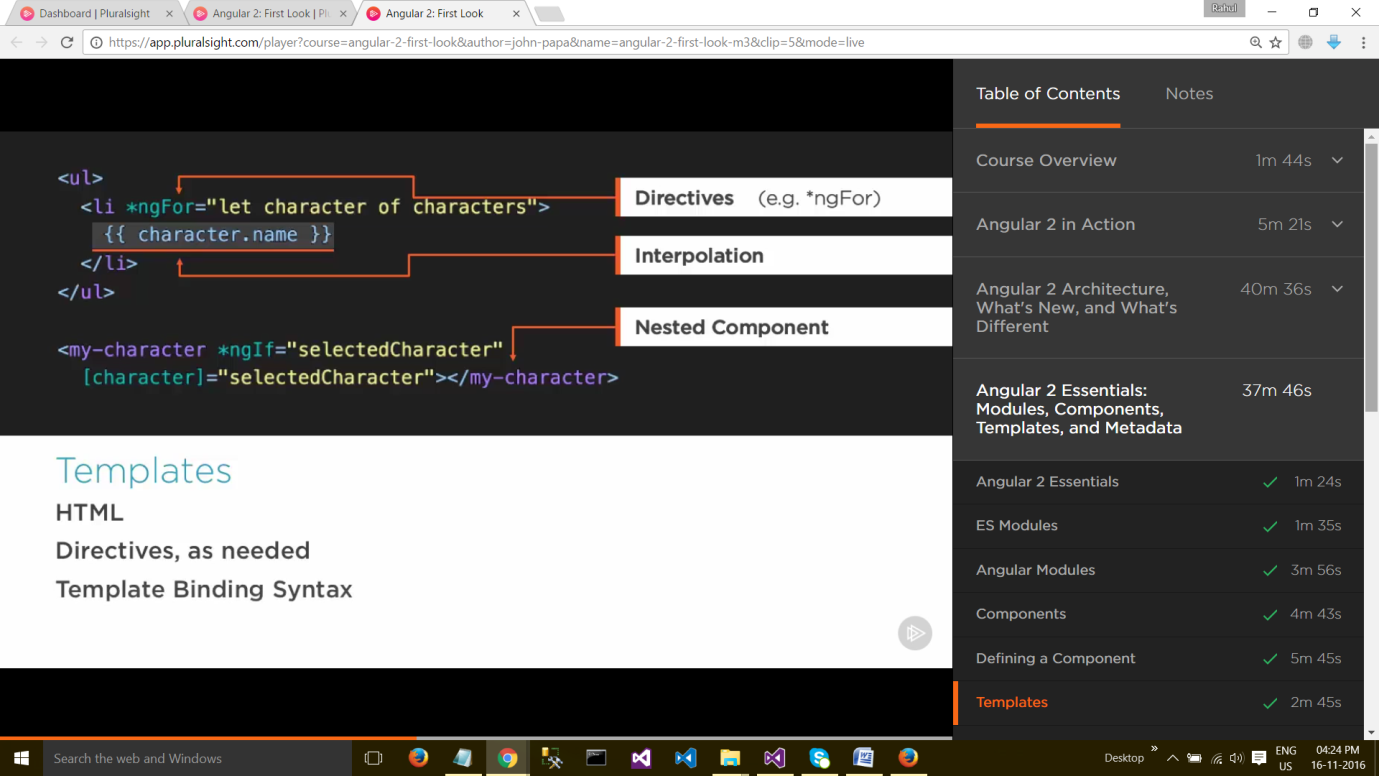 Dashboard | Pluralsight
Angular 2: First Look | Pl
Angular 2: First Look
Rahul
https://app.pluralsight.com/player?course=angular-2-first-look&author=john-papa&name=angular-2-first-look-m3&clip=5&mode=live
<ul>
<li *ngFor="let character of characters">
{{ character.name }}
</li>
</ul>
<my-character *ngIf="selectedCharacter"
[character]="selectedCharacter"></my-character>
Directives (e.g. *ngFor)
Interpolation
Nested Component
Templates
HTML
Directives, as needed
Template Binding Syntax
Table of Contents Notes
Course Overview 1m 44s
Angular 2 in Action 5m 21s
Angular 2 Architecture, 40m 36s
What's New, and What's
Different
Angular 2 Essentials: 37m 46s
Modules, Components,
Templates, and Metadata
Angular 2 Essentials 1m 24s
ES Modules 1m 35s
Angular Modules 3m 56s
Components 4m 43s
Defining a Component 5m 45s
Templates 2m 45s
Search the web and Windows
Desktop
ENG
US
04:24 PM
16-11-2016